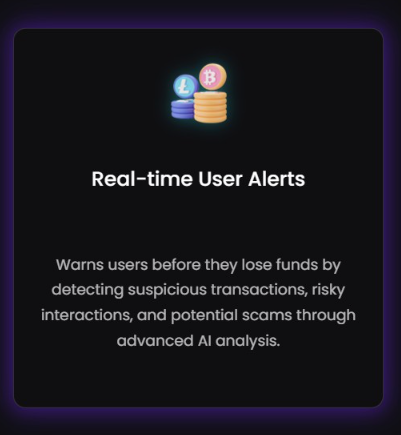 Real-time User Alerts
Warns users before they lose funds by
detecting suspicious transactions, risky
interactions, and potential scams through
advanced AI analysis.